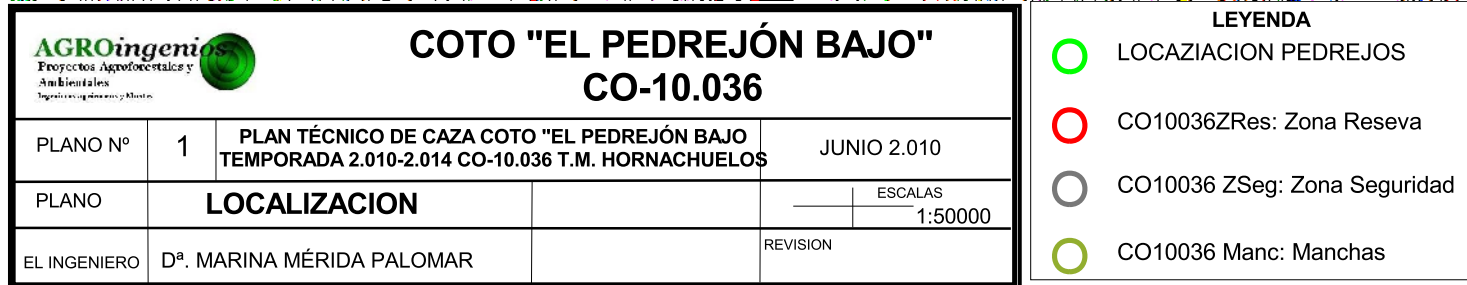 AGROingenios
Proyectos Agroforestales y
Ambientales
COTO "EL PEDREJÓN BAJO"
CO-10.036
PLANO Nº
1
PLAN TÉCNICO DE CAZA COTO "EL PEDREJÓN BAJO
TEMPORADA 2.010-2.014 CO-10.036 T.M. HORNACHUELOS
JUNIO 2.010
PLANO
LOCALIZACION
ESCALAS
1:50000
EL INGENIERO
Dª. MARINA MÉRIDA PALOMAR
REVISION
LEYENDA
LOCAZIACION PEDREJOS
CO10036ZRes: Zona Reseva
CO10036 ZSeg: Zona Seguridad
CO10036 Manc: Manchas